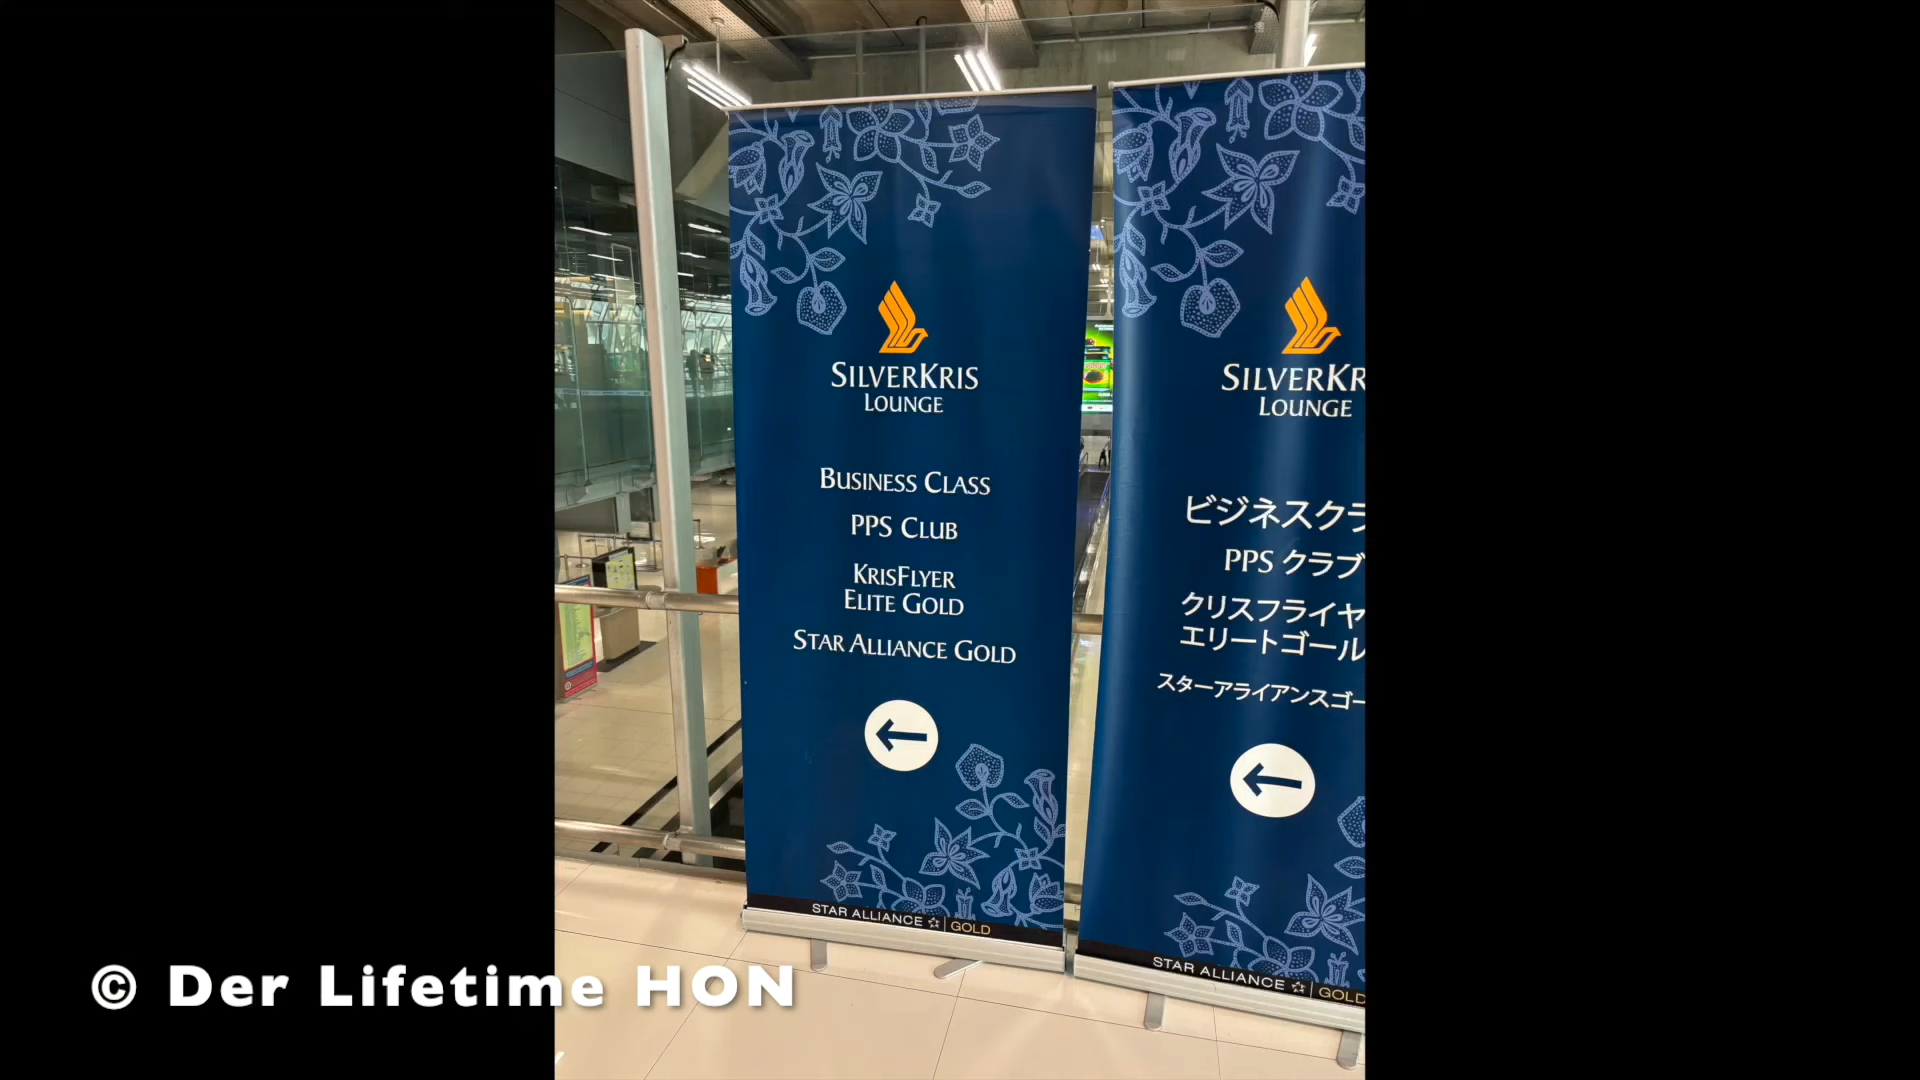 SILVERKRIS
LOUNGE
BUSINESS CLASS
PPS CLUB
KRISFLYER
ELITE GOLD
STAR ALLIANCE GOLD
STAR ALLIANCE GOLD
SILVERKR
LOUNGE
ビジネスクラ
PPS クラブ
クリスフライヤ
エリートゴール
スターアライアンスゴー
STAR ALLIANCE GOLD
© Der Lifetime HON